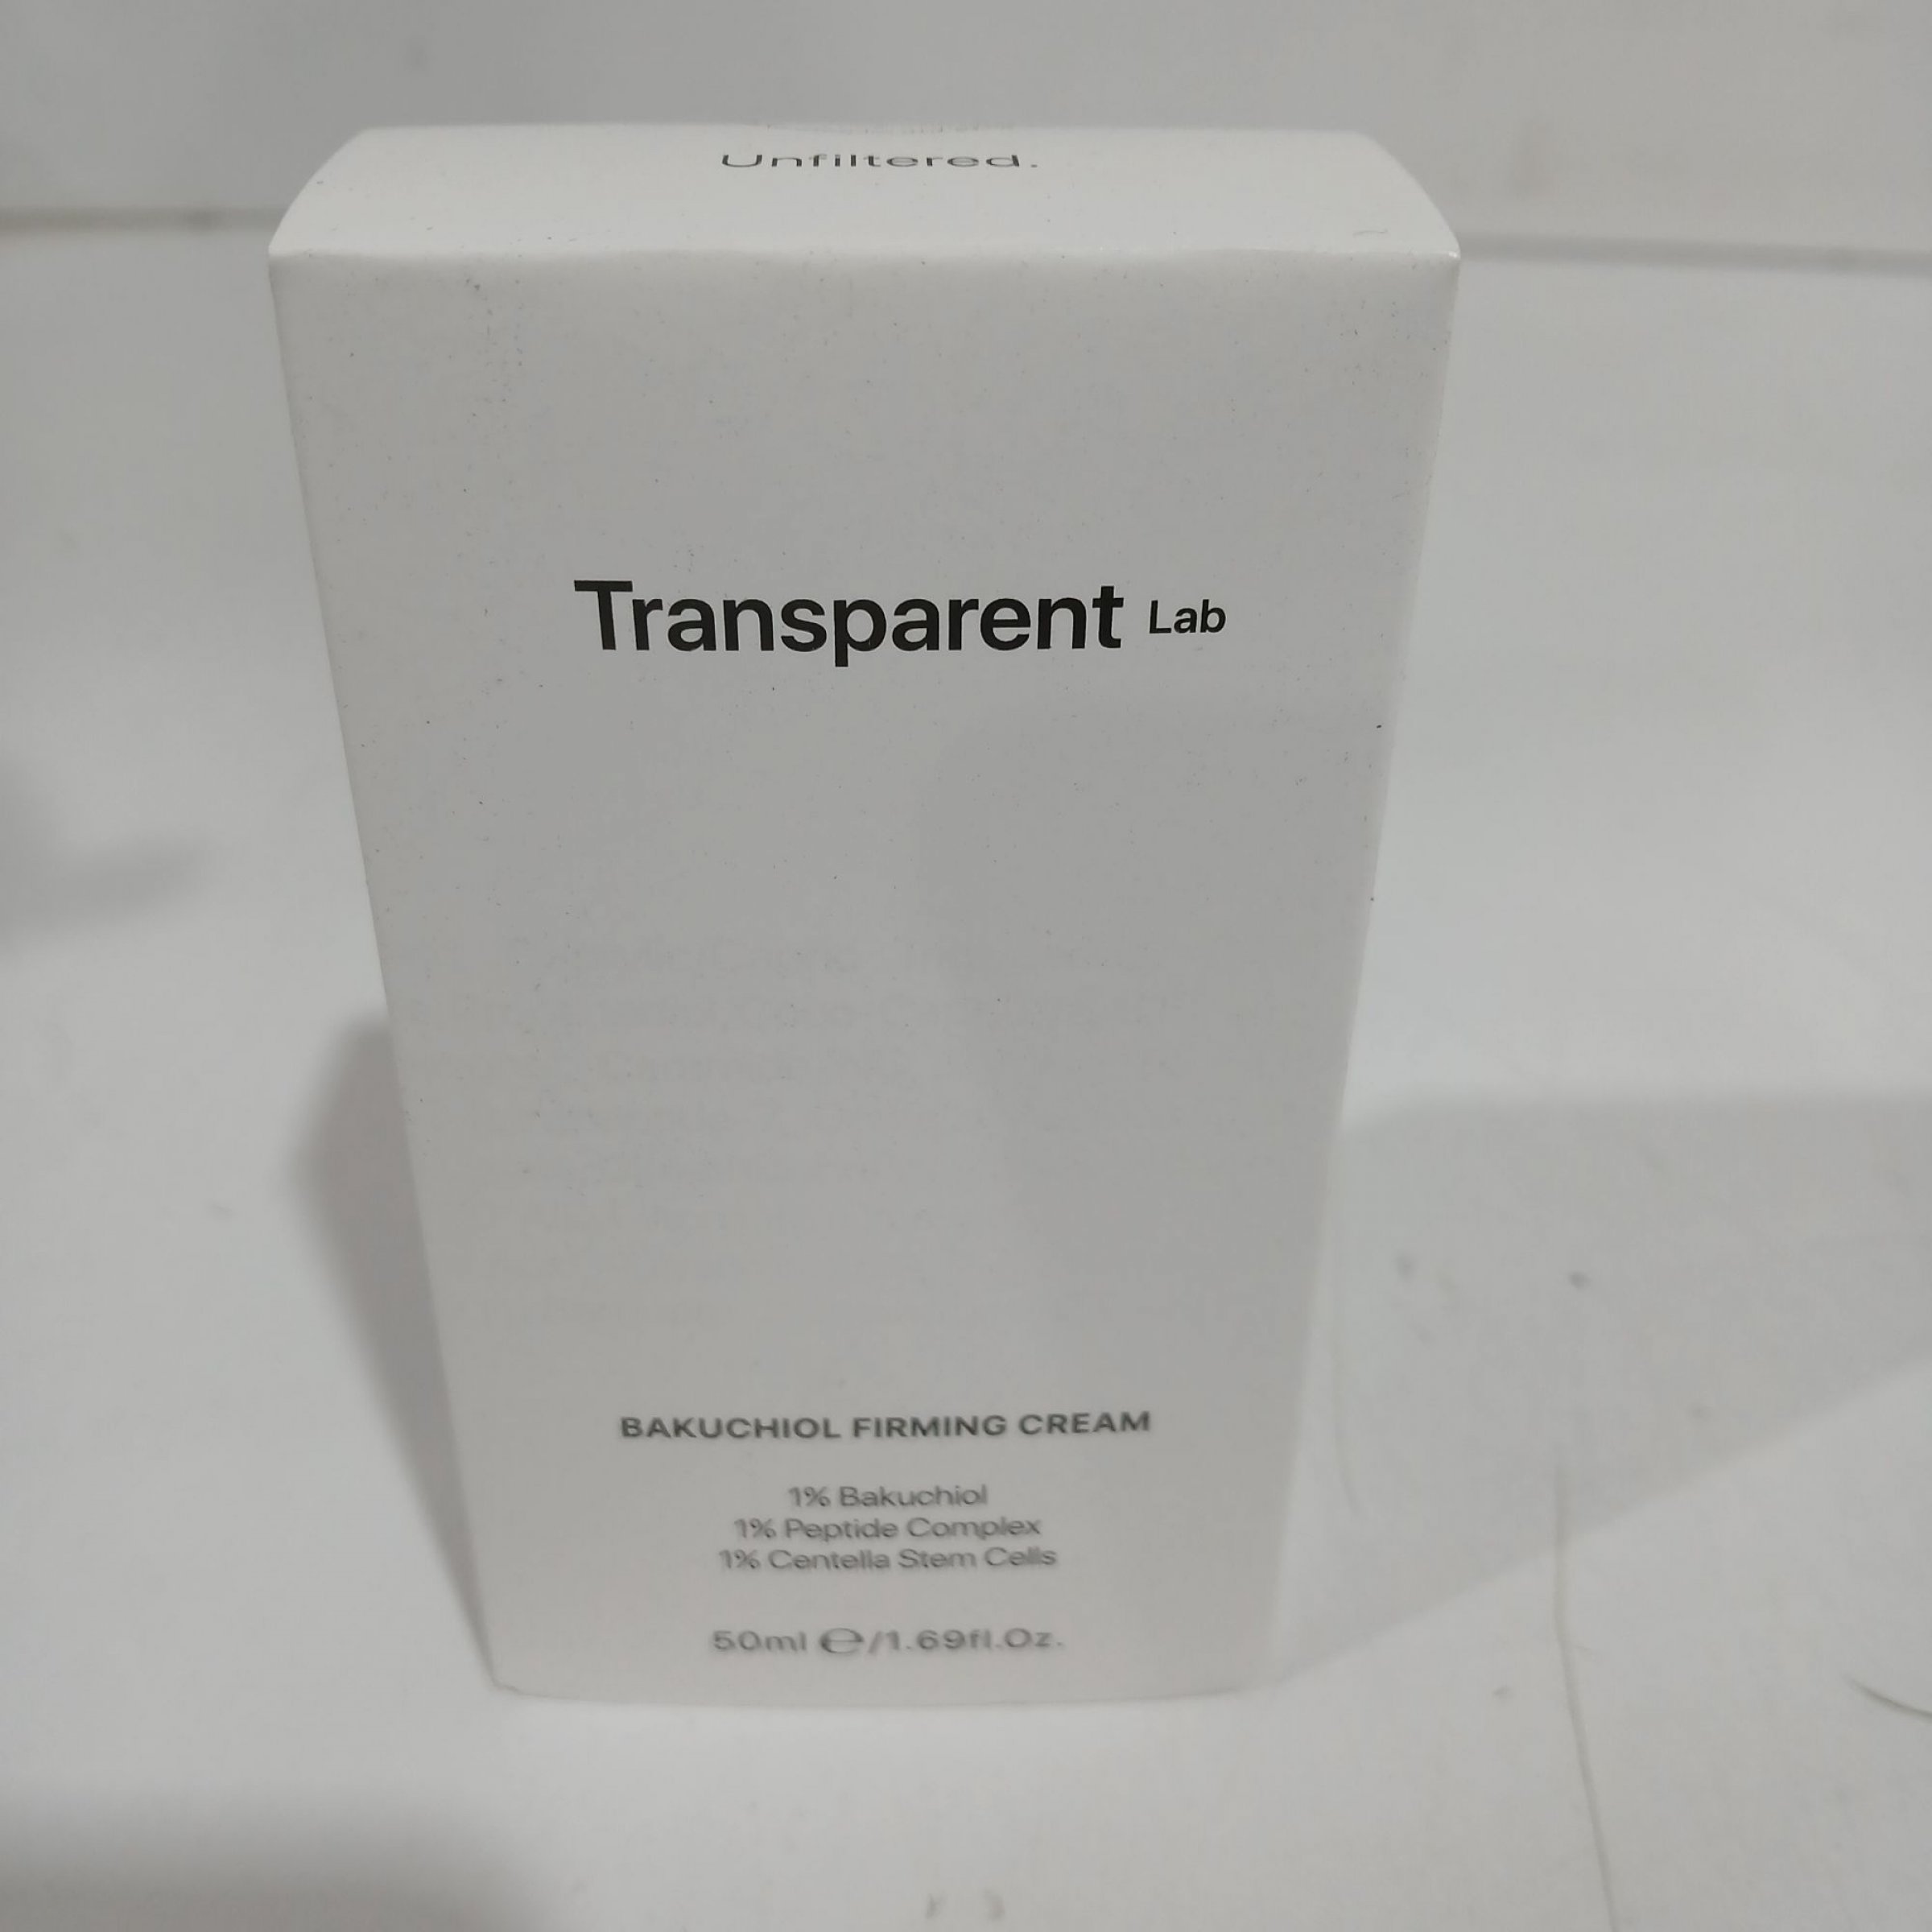 Unfiltered.
Transparent Lab
BAKUCHIOL FIRMING CREAM
1% Bakuchiol
1% Peptide Complex
1% Centella Stem Cells
50ml ℮/1.69fl.Oz.